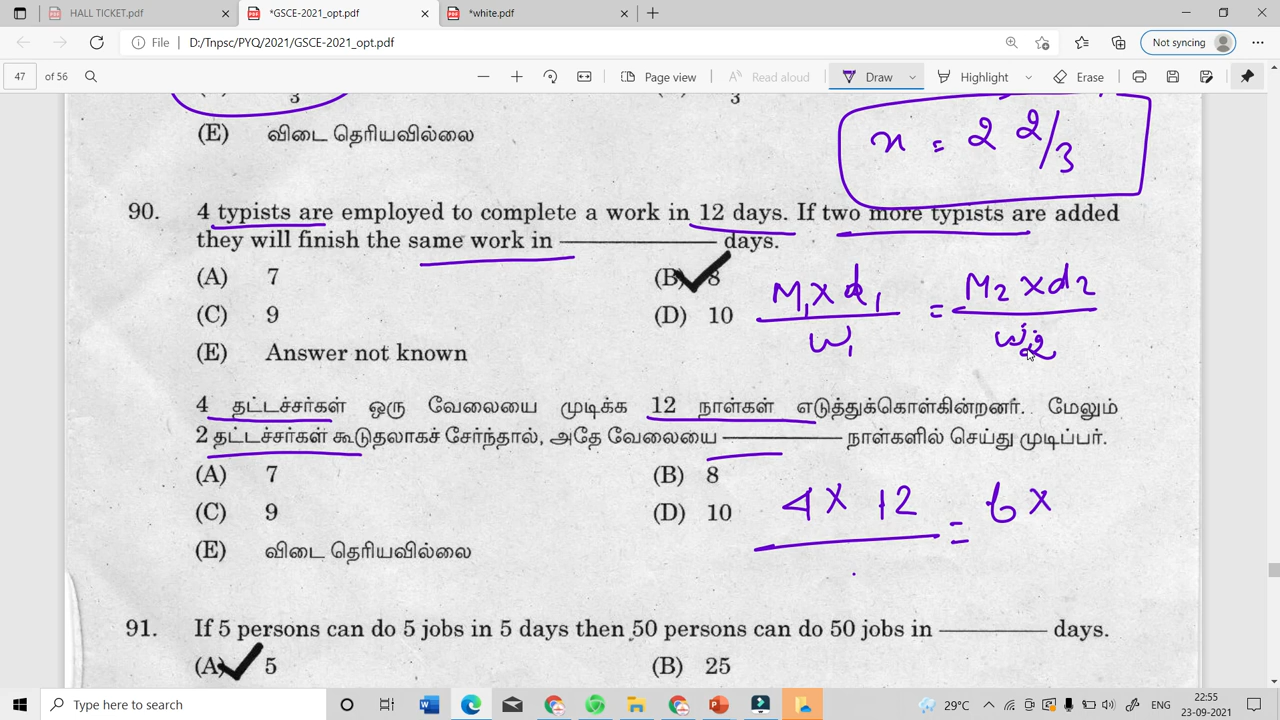 HALL TICKET.pdf
*GSCE-2021_opt.pdf
*white.pdf
File D:/Tnpsc/PYQ/2021/GSCE-2021_opt.pdf
Not syncing
47 of 56
Page view
Read aloud
Draw
Highlight
Erase
3
3
(E) விடை தெரியவில்லை
x = 2 2/3
90. 4 typists are employed to complete a work in 12 days. If two more typists are added
they will finish the same work in ———— days.
(A) 7
(B) 8
(C) 9
(D) 10
(E) Answer not known
M1 x d1 / W1 = M2 x d2 / W2
4 தட்டச்சர்கள் ஒரு வேலையை முடிக்க 12 நாள்கள் எடுத்துக்கொள்கின்றனர். மேலும்
2 தட்டச்சர்கள் கூடுதலாகச் சேர்ந்தால், அதே வேலையை ———— நாள்களில் செய்து முடிப்பர்.
(A) 7
(B) 8
(C) 9
(D) 10
(E) விடை தெரியவில்லை
4 x 12 = 6 x
91. If 5 persons can do 5 jobs in 5 days then 50 persons can do 50 jobs in ———— days.
(A) 5
(B) 25
Type here to search
29°C
ENG
22:55
23-09-2021